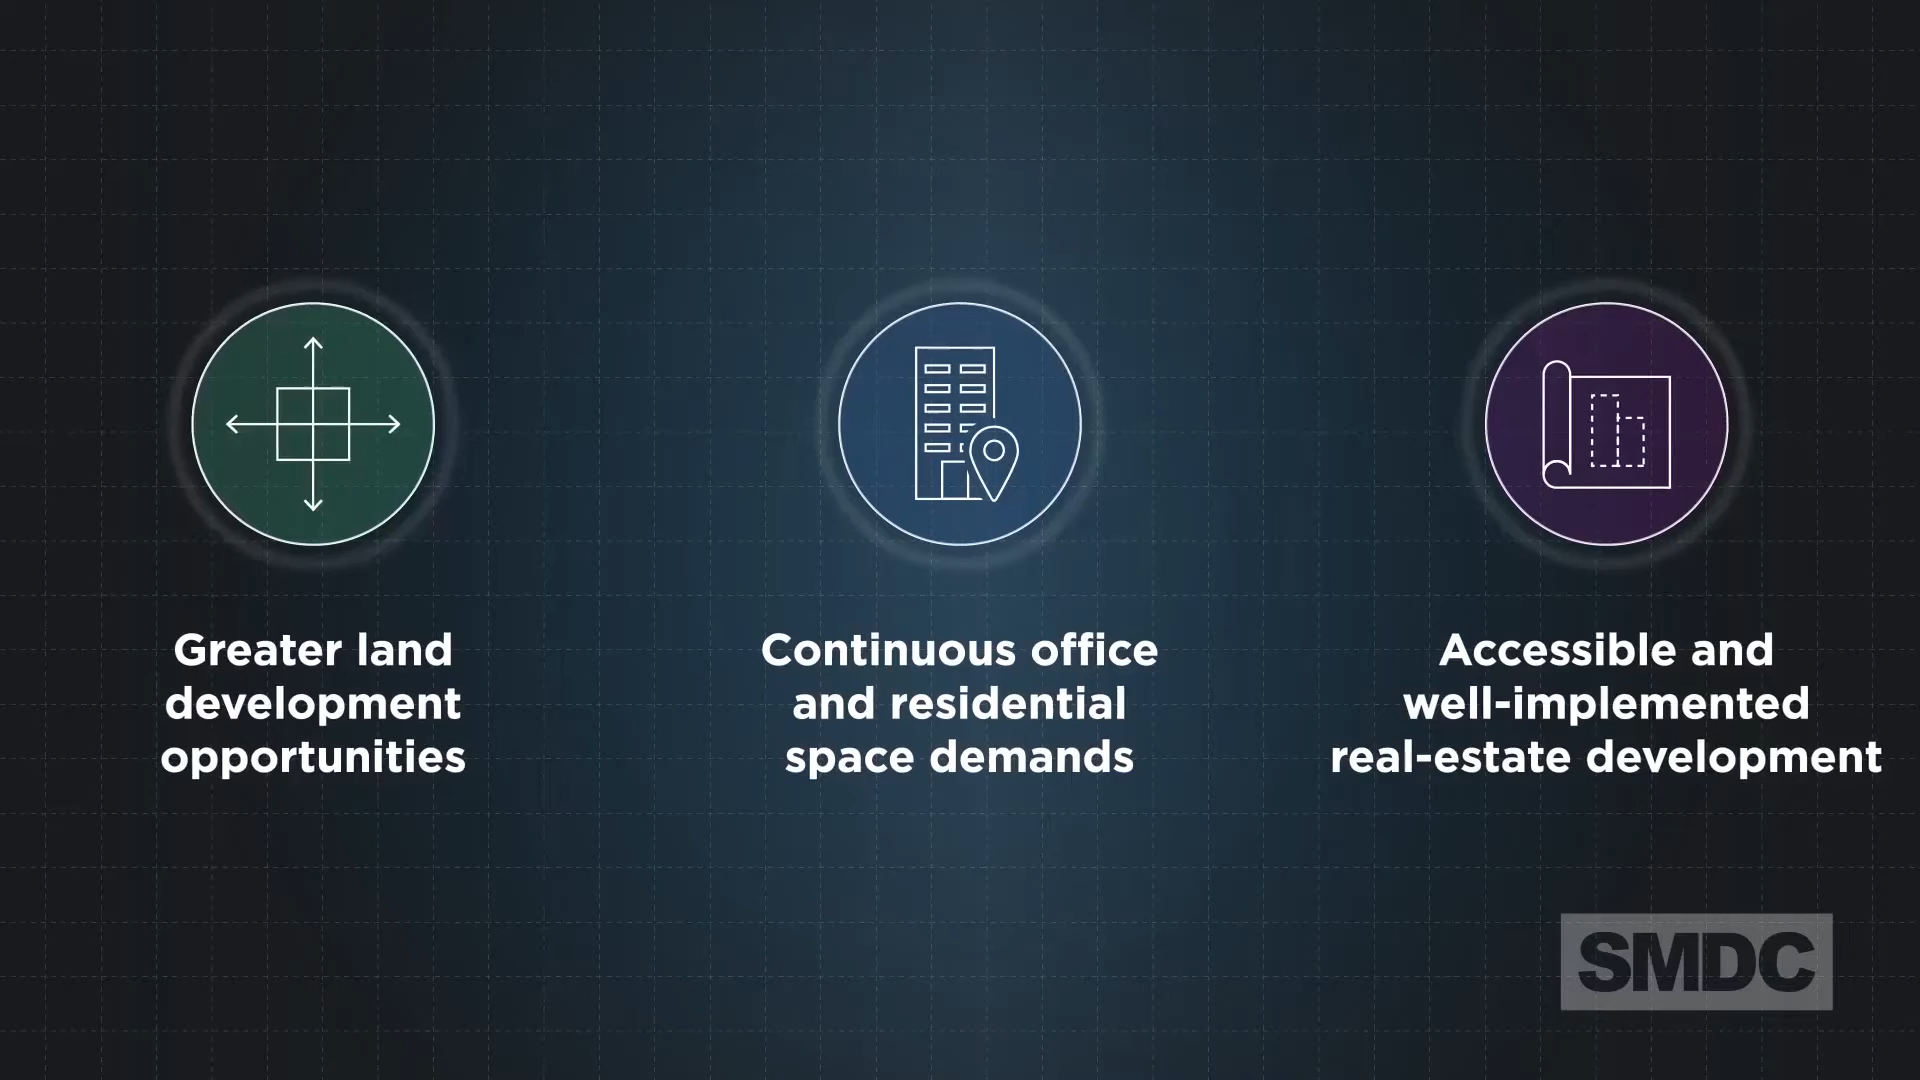 Greater land
development
opportunities
Continuous office
and residential
space demands
Accessible and
well-implemented
real-estate development
SMDC